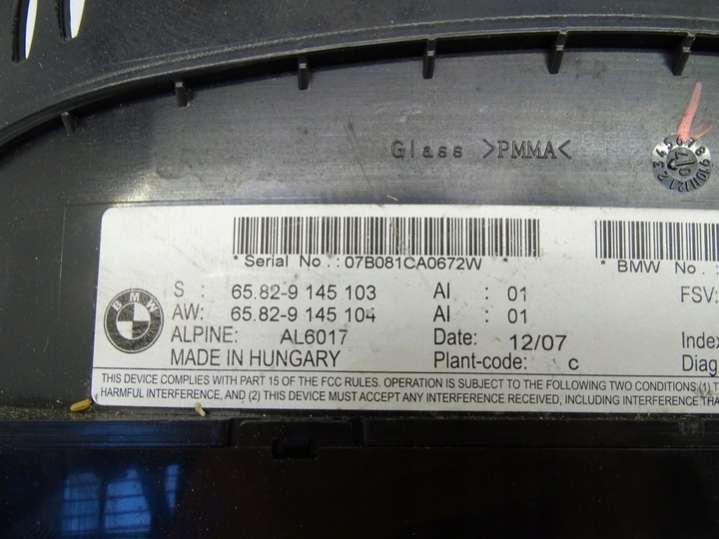 Glass >PMMA<
* Serial No .: 07B081CA0672W *
* BMW No .:
BMW
S : 65.82-9 145 103 AI : 01 FSV:
AW: 65.82-9 145 104 AI : 01
ALPINE: AL6017 Date: 12/07 Index
MADE IN HUNGARY Plant-code: c Diag
THIS DEVICE COMPLIES WITH PART 15 OF THE FCC RULES. OPERATION IS SUBJECT TO THE FOLLOWING TWO CONDITIONS (1) T
HARMFUL INTERFERENCE, AND (2) THIS DEVICE MUST ACCEPT ANY INTERFERENCE RECEIVED, INCLUDING INTERFERENCE THA